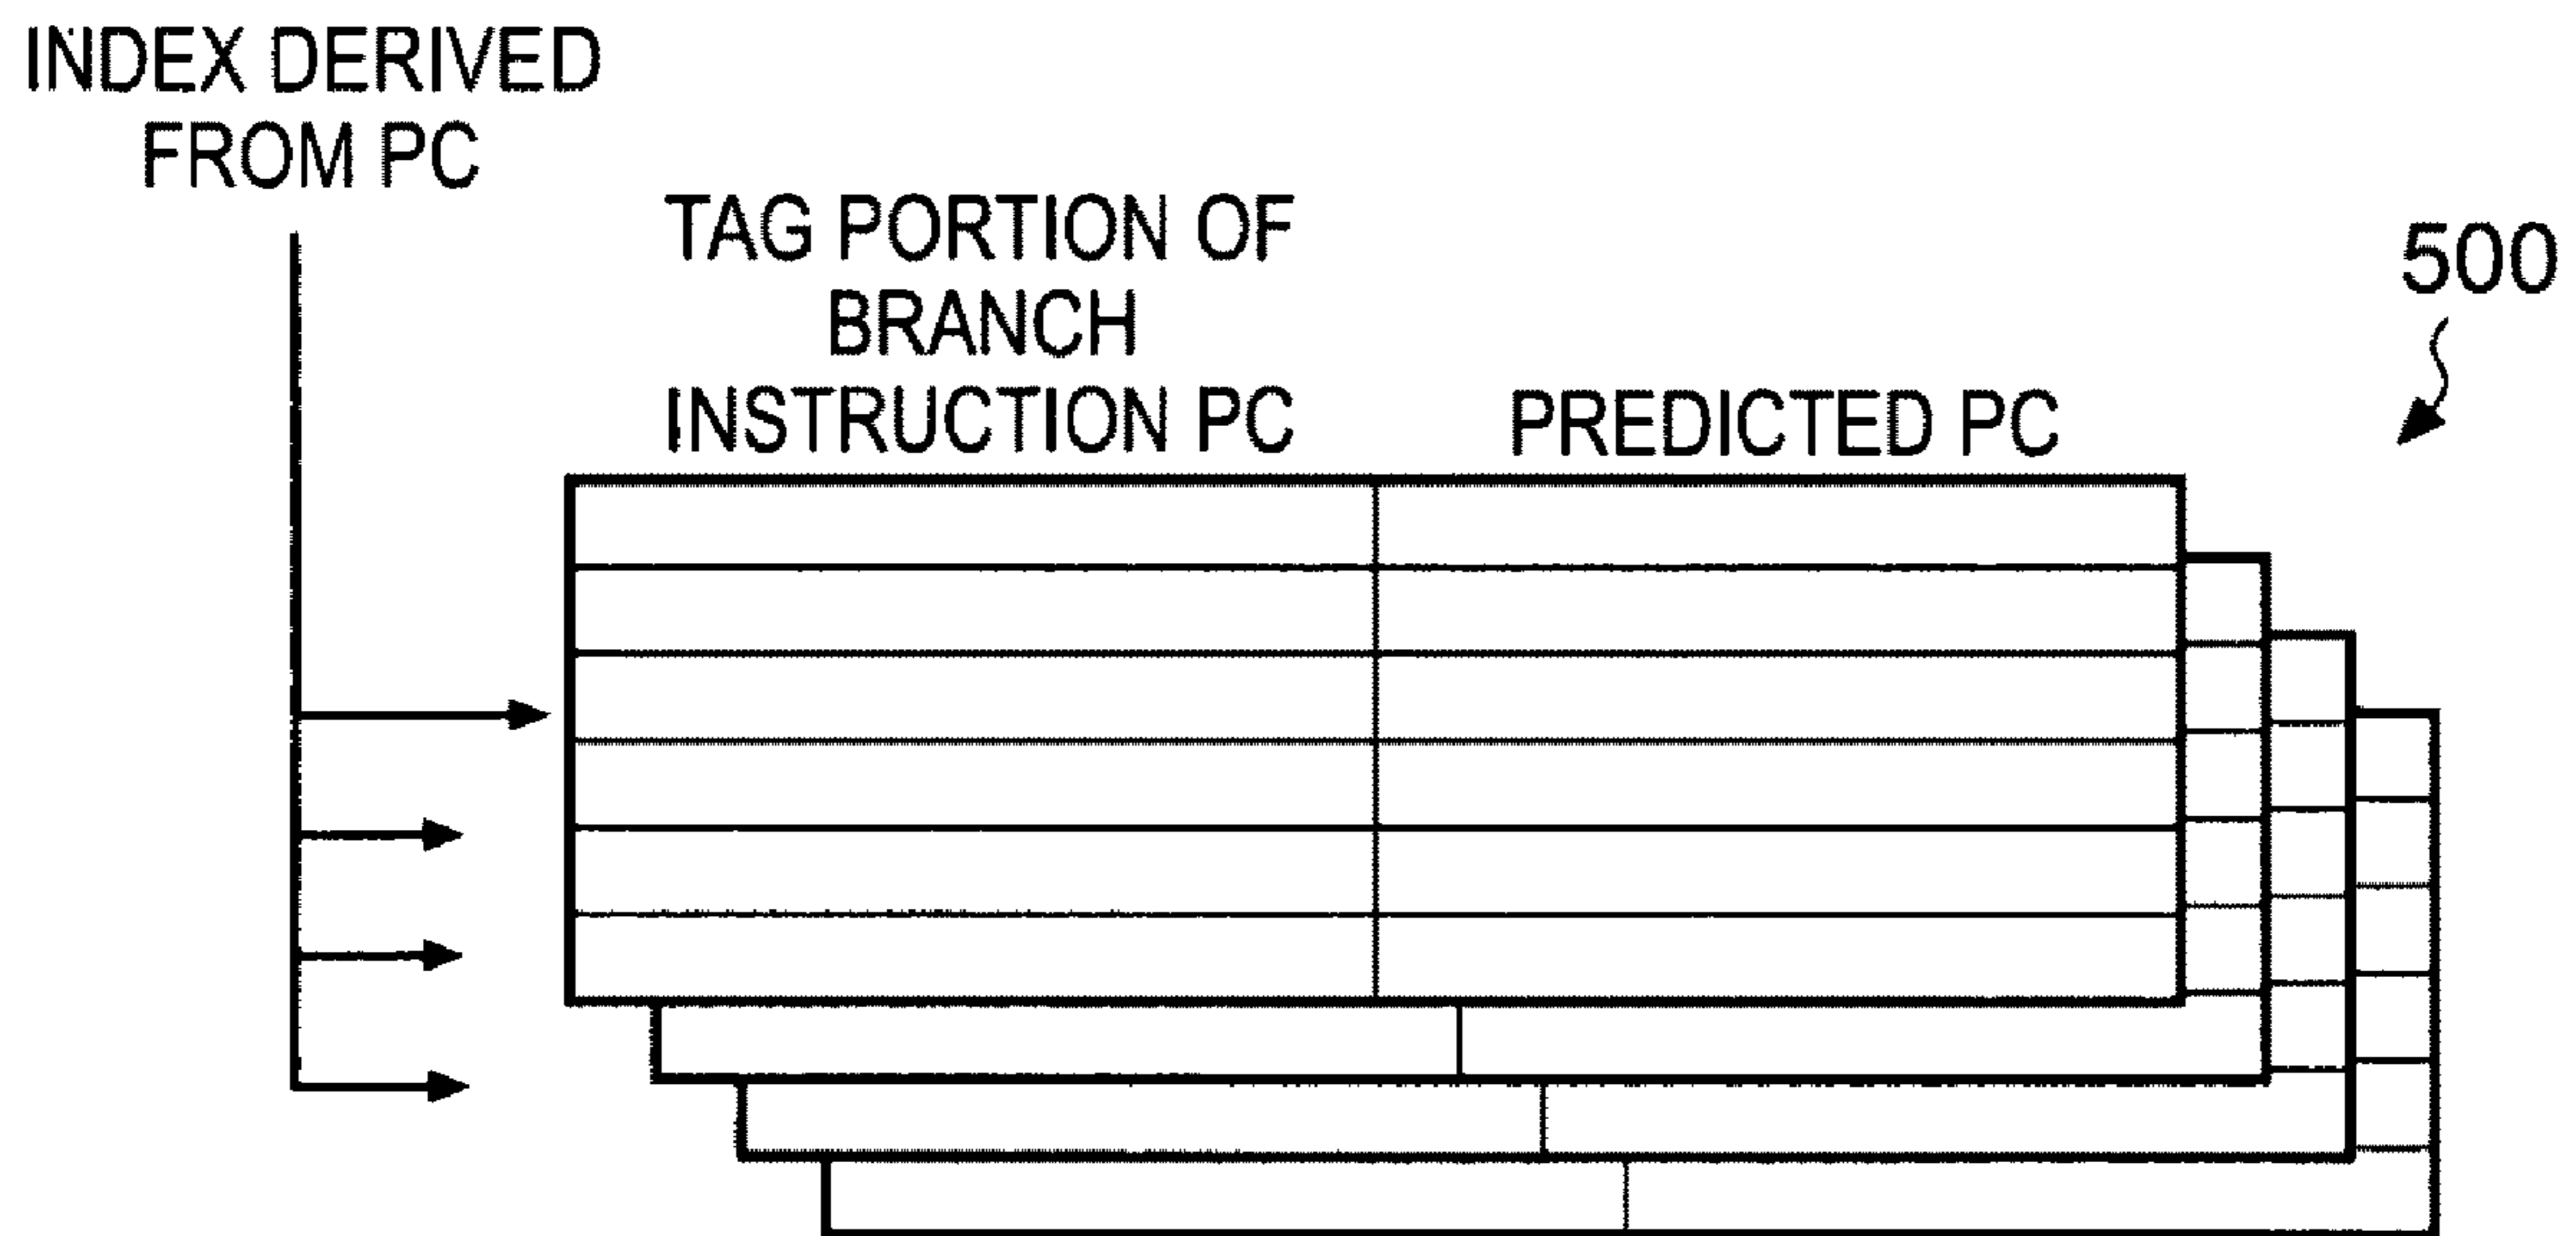 INDEX DERIVED
FROM PC
TAG PORTION OF
BRANCH
INSTRUCTION PC
PREDICTED PC
500